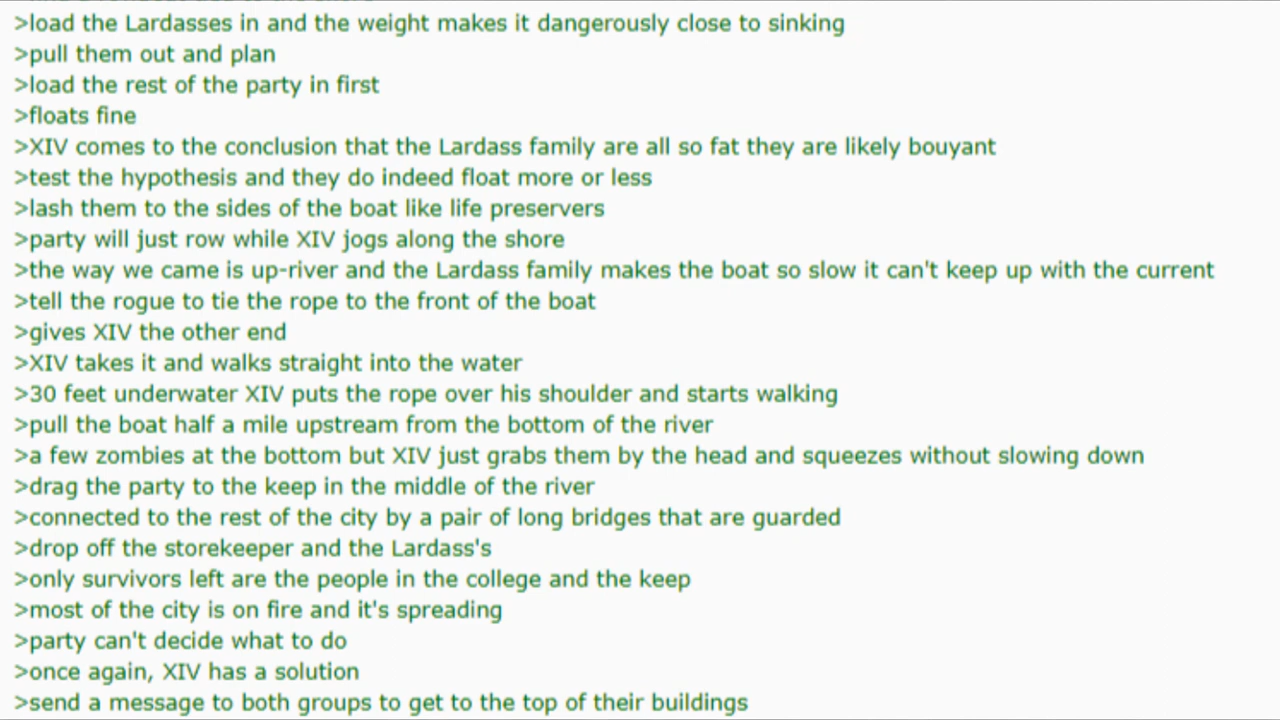 >load the Lardasses in and the weight makes it dangerously close to sinking
>pull them out and plan
>load the rest of the party in first
>floats fine
>XIV comes to the conclusion that the Lardass family are all so fat they are likely bouyant
>test the hypothesis and they do indeed float more or less
>lash them to the sides of the boat like life preservers
>party will just row while XIV jogs along the shore
>the way we came is up-river and the Lardass family makes the boat so slow it can't keep up with the current
>tell the rogue to tie the rope to the front of the boat
>gives XIV the other end
>XIV takes it and walks straight into the water
>30 feet underwater XIV puts the rope over his shoulder and starts walking
>pull the boat half a mile upstream from the bottom of the river
>a few zombies at the bottom but XIV just grabs them by the head and squeezes without slowing down
>drag the party to the keep in the middle of the river
>connected to the rest of the city by a pair of long bridges that are guarded
>drop off the storekeeper and the Lardass's
>only survivors left are the people in the college and the keep
>most of the city is on fire and it's spreading
>party can't decide what to do
>once again, XIV has a solution
>send a message to both groups to get to the top of their buildings